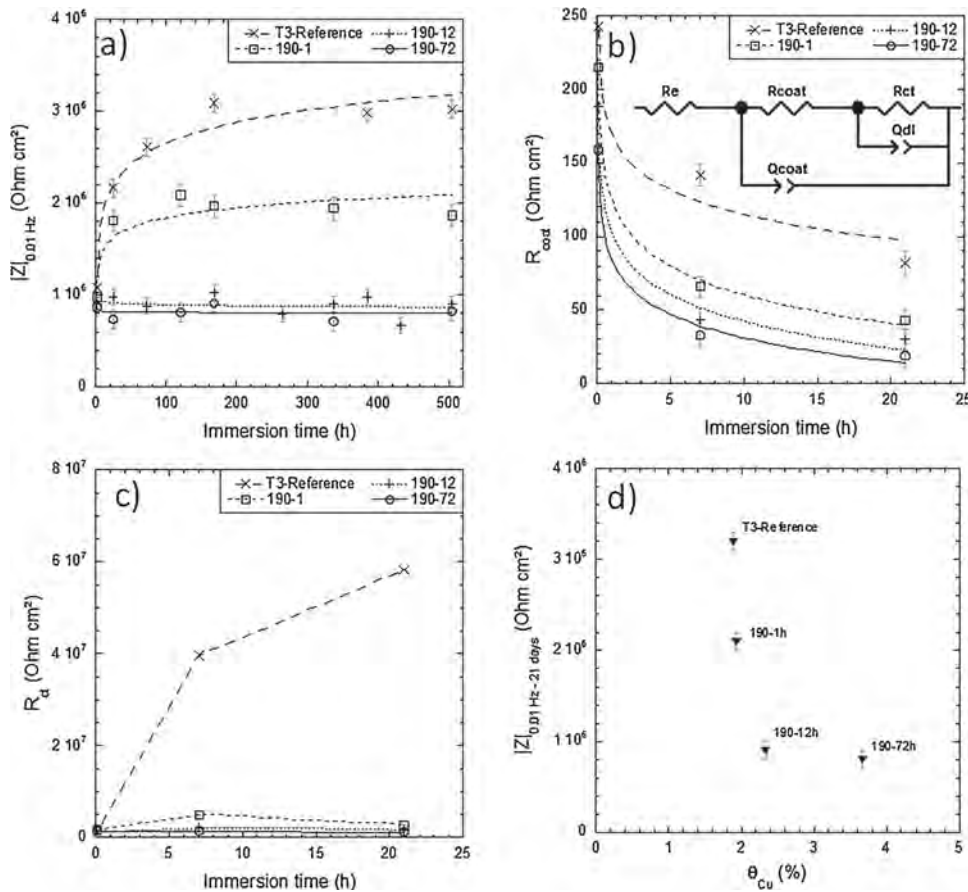 a)
T3-Reference
190-1
190-12
190-72
4 10⁶
3 10⁶
2 10⁶
1 10⁶
0
0 100 200 300 400 500
|Z|0,01 Hz (Ohm cm²)
Immersion time (h)
b)
T3-Reference
190-1
190-12
190-72
Re
Rcoat
Rct
Qdl
Qcoat
250
200
150
100
50
0
0 5 10 15 20 25
Rcoat (Ohm cm²)
Immersion time (h)
c)
T3-Reference
190-1
190-12
190-72
8 10⁷
6 10⁷
4 10⁷
2 10⁷
0
0 5 10 15 20 25
Rct (Ohm cm²)
Immersion time (h)
d)
T3-Reference
190-1h
190-12h
190-72h
4 10⁶
3 10⁶
2 10⁶
1 10⁶
0
0 1 2 3 4 5
|Z|0,01 Hz - 21 days (Ohm cm²)
θCu (%)